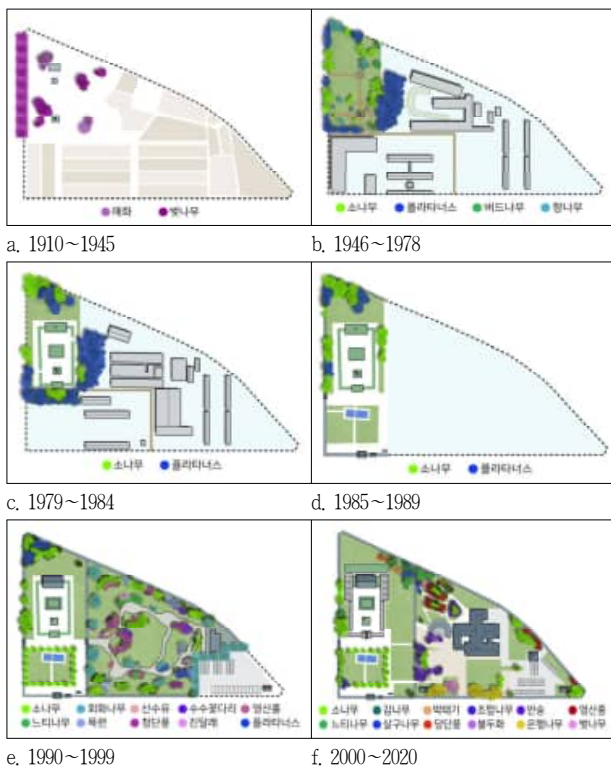 매화 벚나무
a. 1910~1945
소나무 플라타너스 버드나무 향나무
b. 1946~1978
소나무 플라타너스
c. 1979~1984
소나무 플라타너스
d. 1985~1989
소나무 회화나무 산수유 수수꽃다리 영산홍
느티나무 목련 청단풍 진달래 플라타너스
e. 1990~1999
소나무 감나무 박태기 조팝나무 반송 영산홍
느티나무 살구나무 당단풍 불두화 은행나무 벚나무
f. 2000~2020